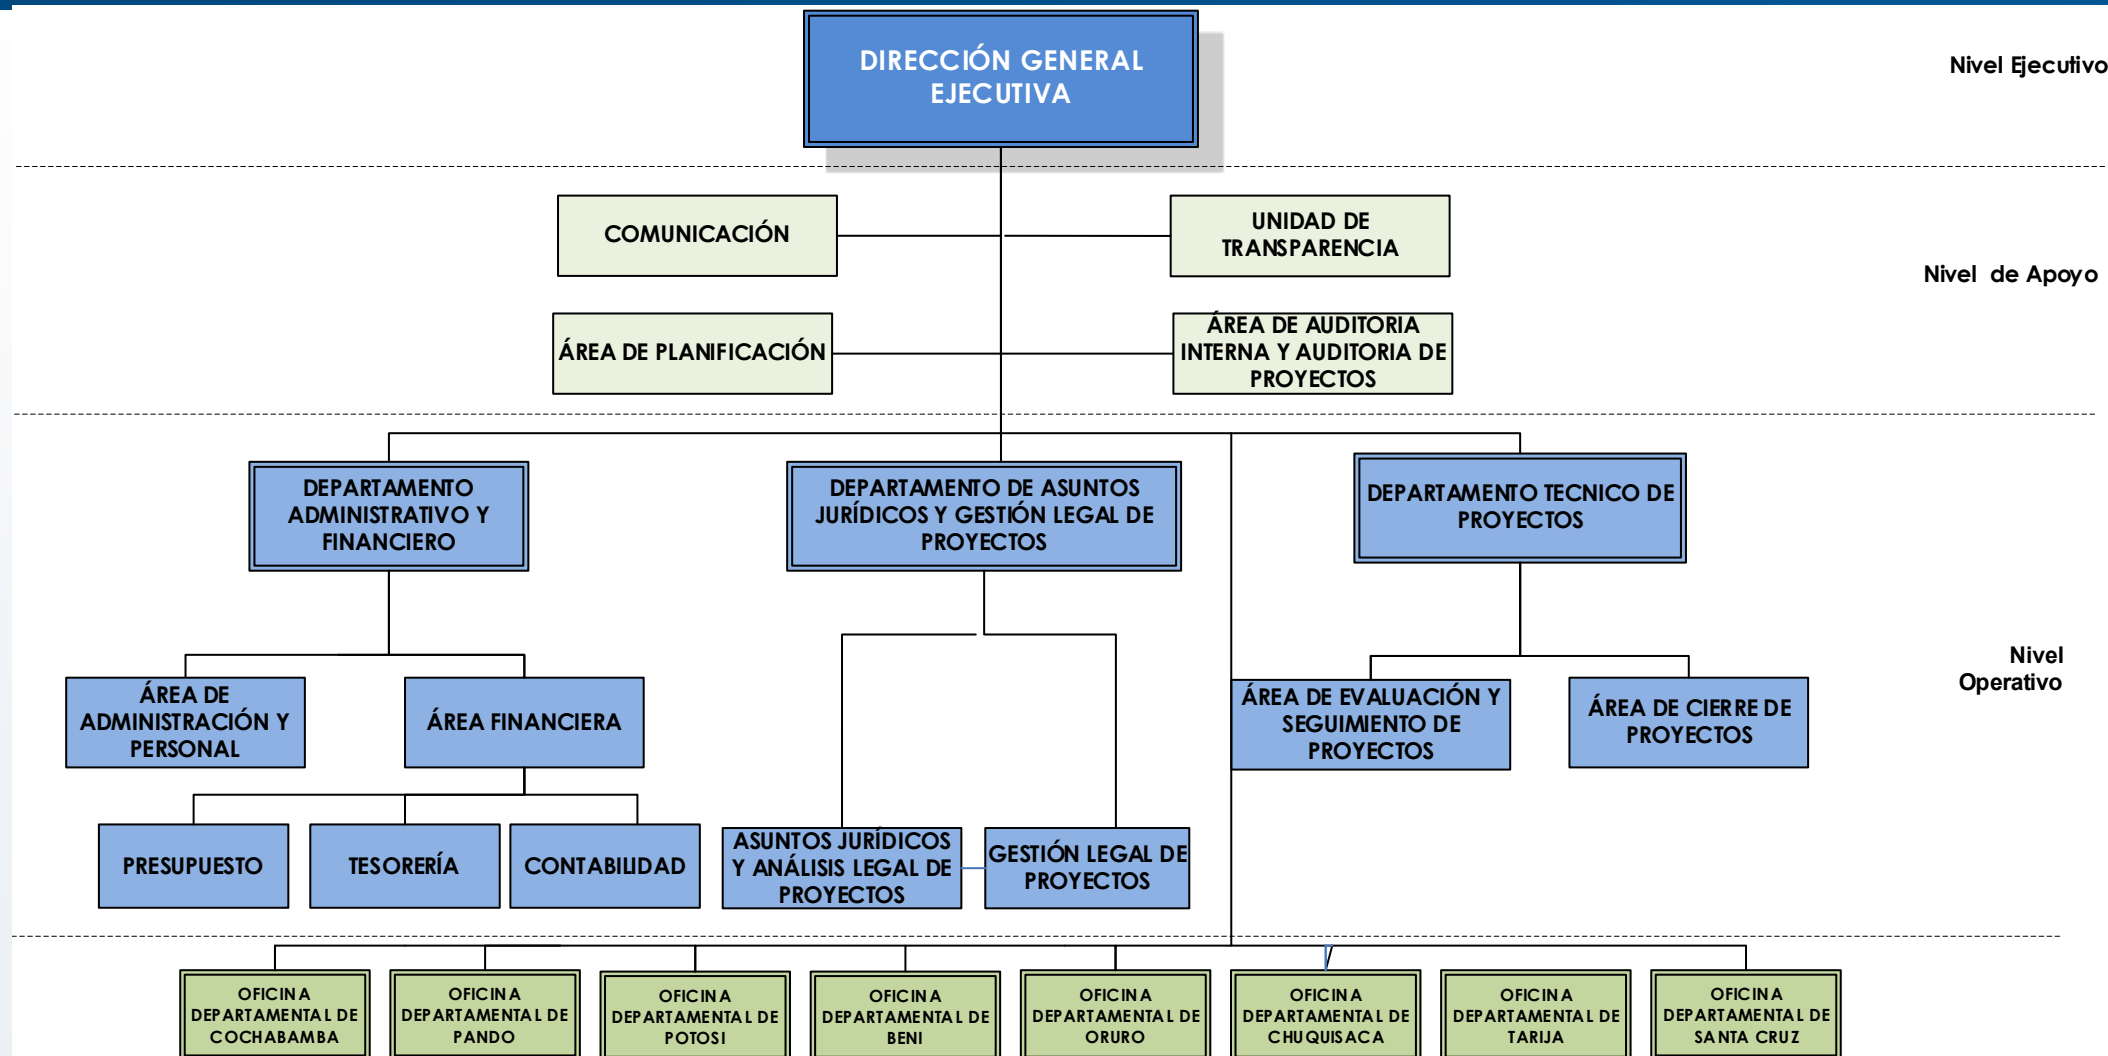 DIRECCIÓN GENERAL
EJECUTIVA
Nivel Ejecutivo
COMUNICACIÓN
UNIDAD DE
TRANSPARENCIA
Nivel de Apoyo
ÁREA DE PLANIFICACIÓN
ÁREA DE AUDITORIA
INTERNA Y AUDITORIA DE
PROYECTOS
DEPARTAMENTO
ADMINISTRATIVO Y
FINANCIERO
DEPARTAMENTO DE ASUNTOS
JURÍDICOS Y GESTIÓN LEGAL DE
PROYECTOS
DEPARTAMENTO TECNICO DE
PROYECTOS
Nivel
Operativo
ÁREA DE
ADMINISTRACIÓN Y
PERSONAL
ÁREA FINANCIERA
ÁREA DE EVALUACIÓN Y
SEGUIMIENTO DE
PROYECTOS
ÁREA DE CIERRE DE
PROYECTOS
PRESUPUESTO
TESORERÍA
CONTABILIDAD
ASUNTOS JURÍDICOS
Y ANÁLISIS LEGAL DE
PROYECTOS
GESTIÓN LEGAL DE
PROYECTOS
OFICINA
DEPARTAMENTAL DE
COCHABAMBA
OFICINA
DEPARTAMENTAL DE
PANDO
OFICINA
DEPARTAMENTAL DE
POTOSI
OFICINA
DEPARTAMENTAL DE
BENI
OFICINA
DEPARTAMENTAL DE
ORURO
OFICINA
DEPARTAMENTAL DE
CHUQUISACA
OFICINA
DEPARTAMENTAL DE
TARIJA
OFICINA
DEPARTAMENTAL DE
SANTA CRUZ